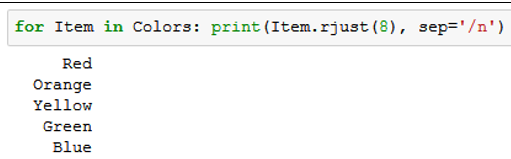 for Item in Colors: print(Item.rjust(8), sep='/n')
Red
Orange
Yellow
Green
Blue